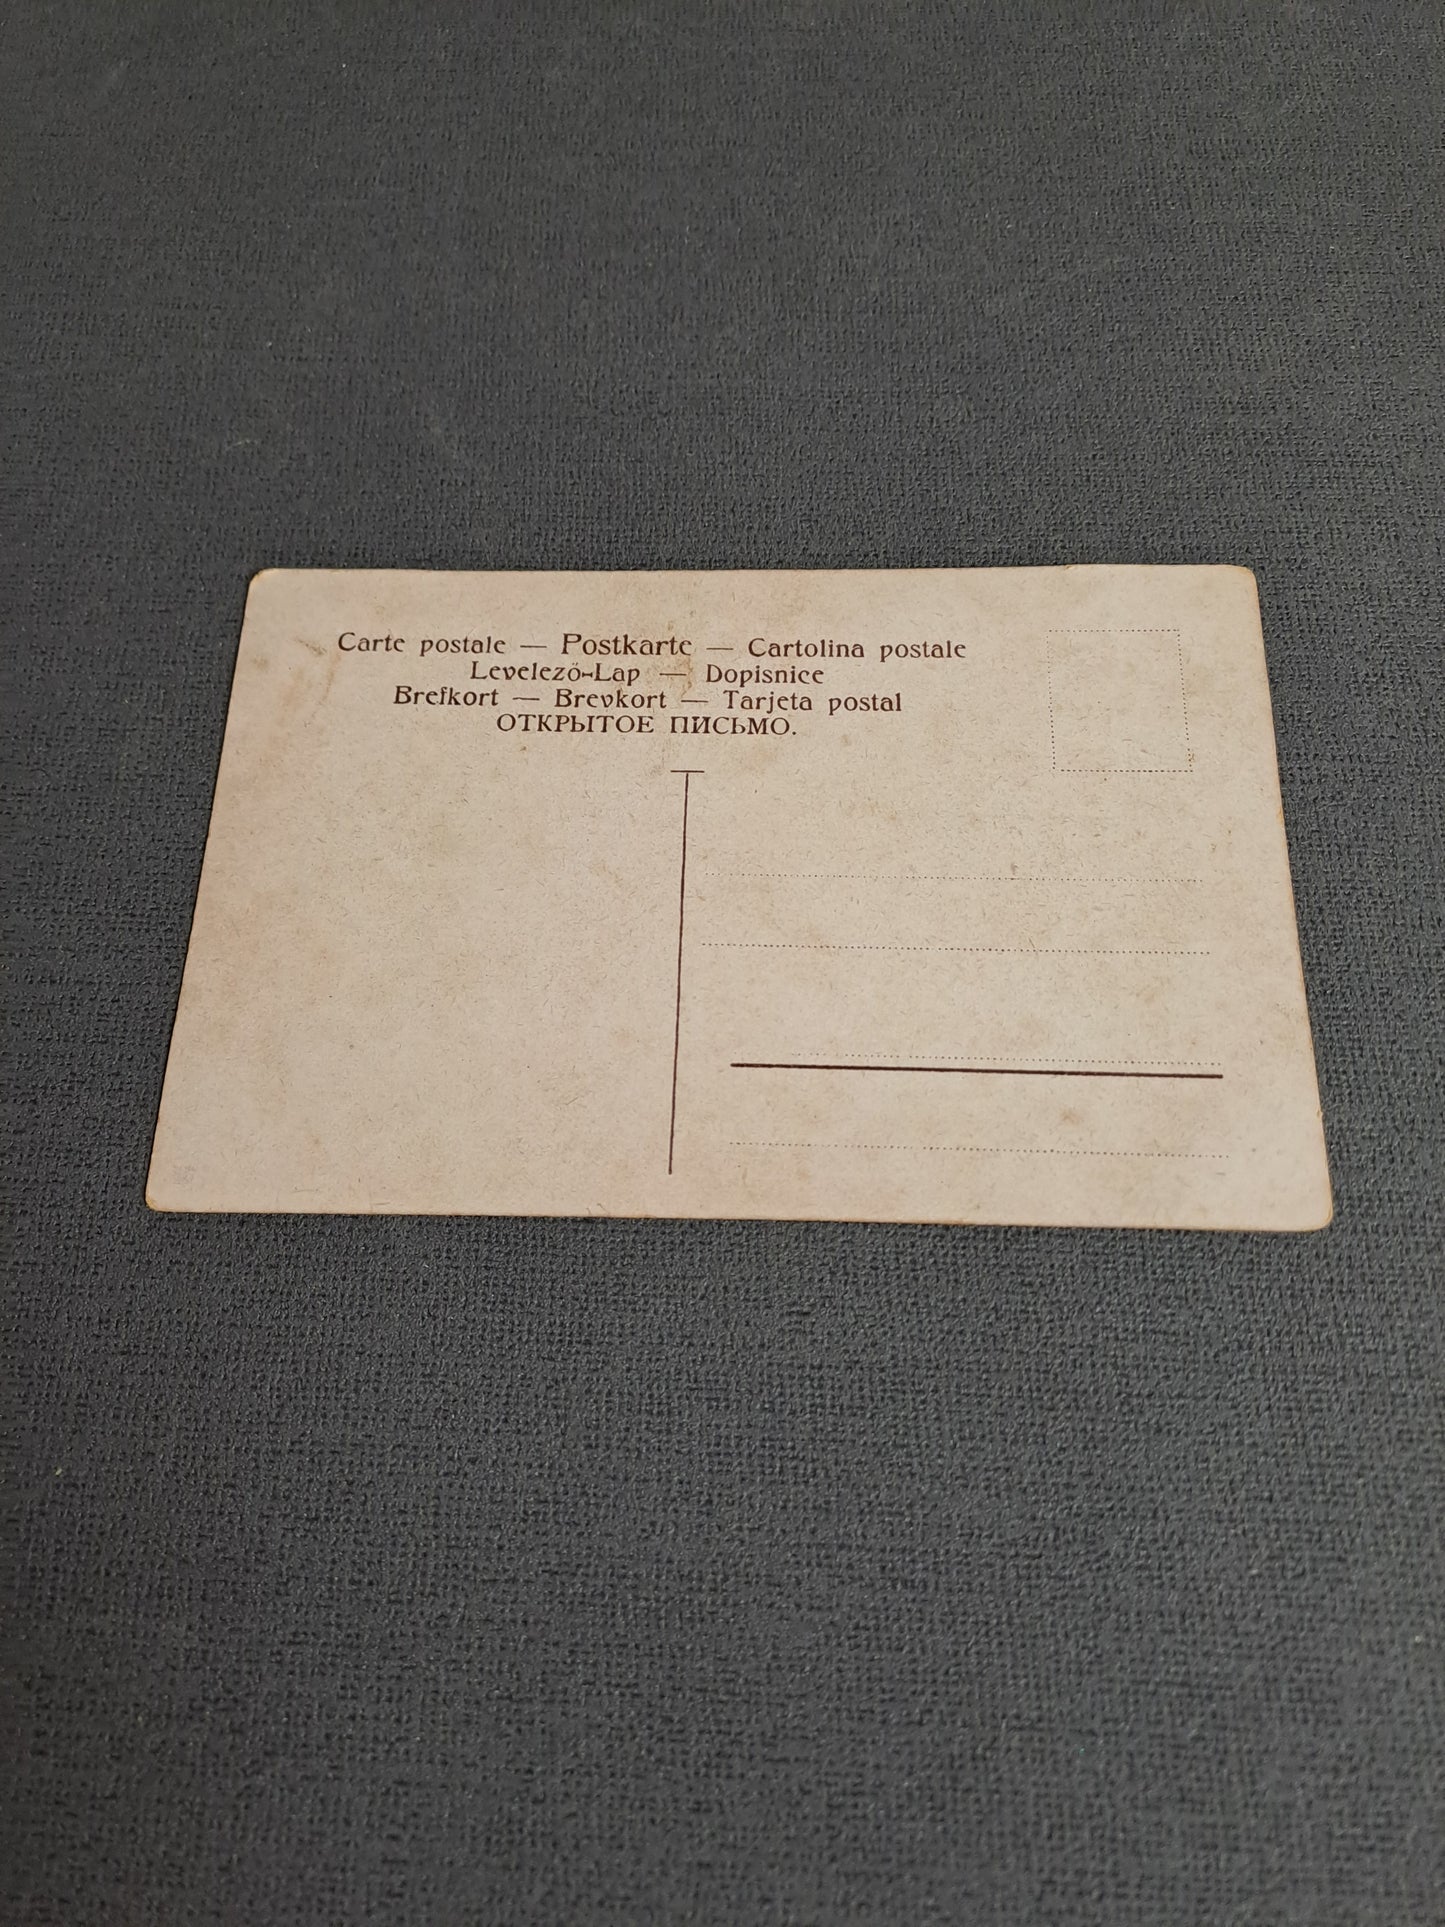 Carte postale — Postkarte — Cartolina postale
Levelező-Lap — Dopisnice
Brefkort — Brevkort — Tarjeta postal
ОТКРЫТОЕ ПИСЬМО.